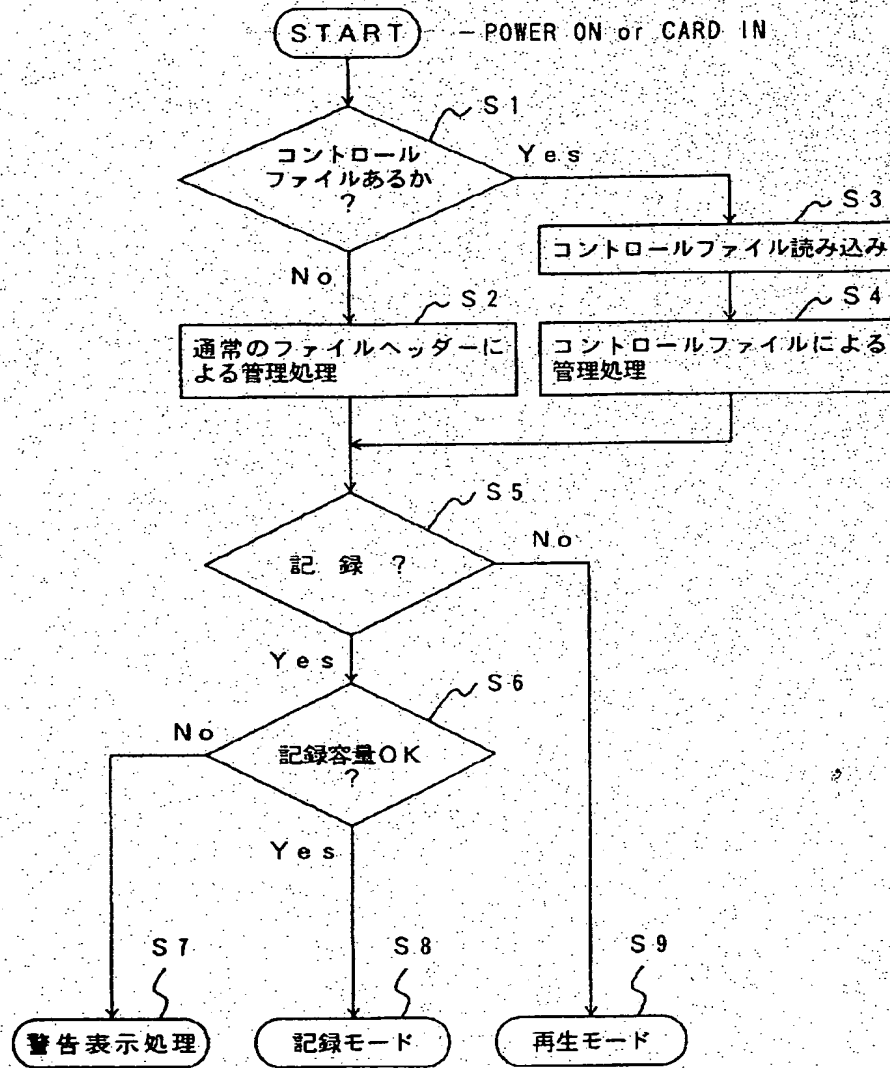 START
-POWER ON or CARD IN
S1
コントロール
ファイルあるか
?
Yes
No
S3
コントロールファイル読み込み
S2
通常のファイルヘッダーに
よる管理処理
S4
コントロールファイルによる
管理処理
S5
記録?
No
Yes
S6
記録容量OK
?
No
Yes
S7
警告表示処理
S8
記録モード
S9
再生モード